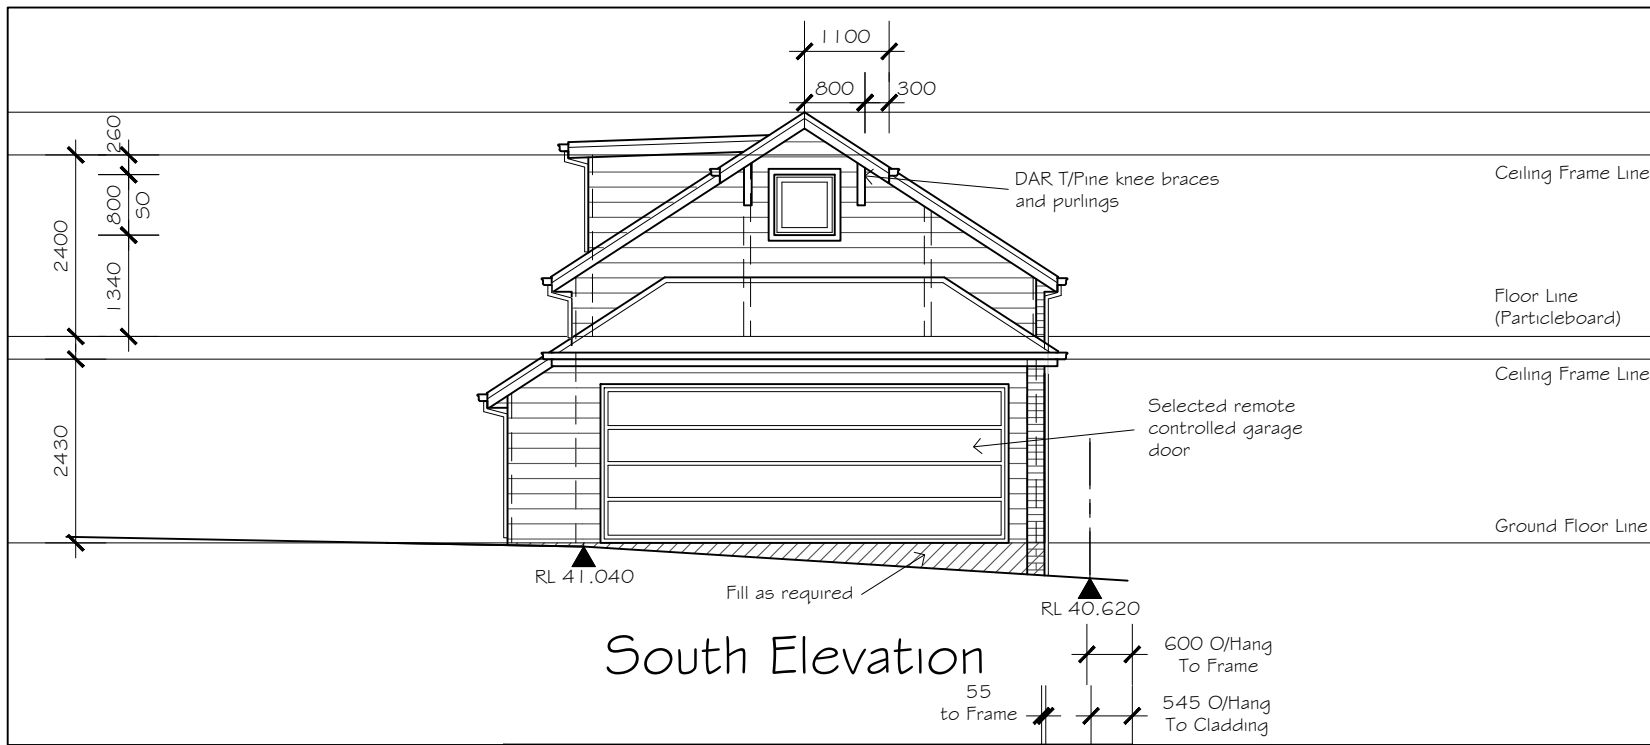 1100
800
300
260
Ceiling Frame Line
DAR T/Pine knee braces
and purlings
800
50
2400
1340
Floor Line
(Particleboard)
Ceiling Frame Line
Selected remote
controlled garage
door
2430
Ground Floor Line
RL 41.040
Fill as required
RL 40.620
South Elevation
600 O/Hang
To Frame
55
to Frame
545 O/Hang
To Cladding